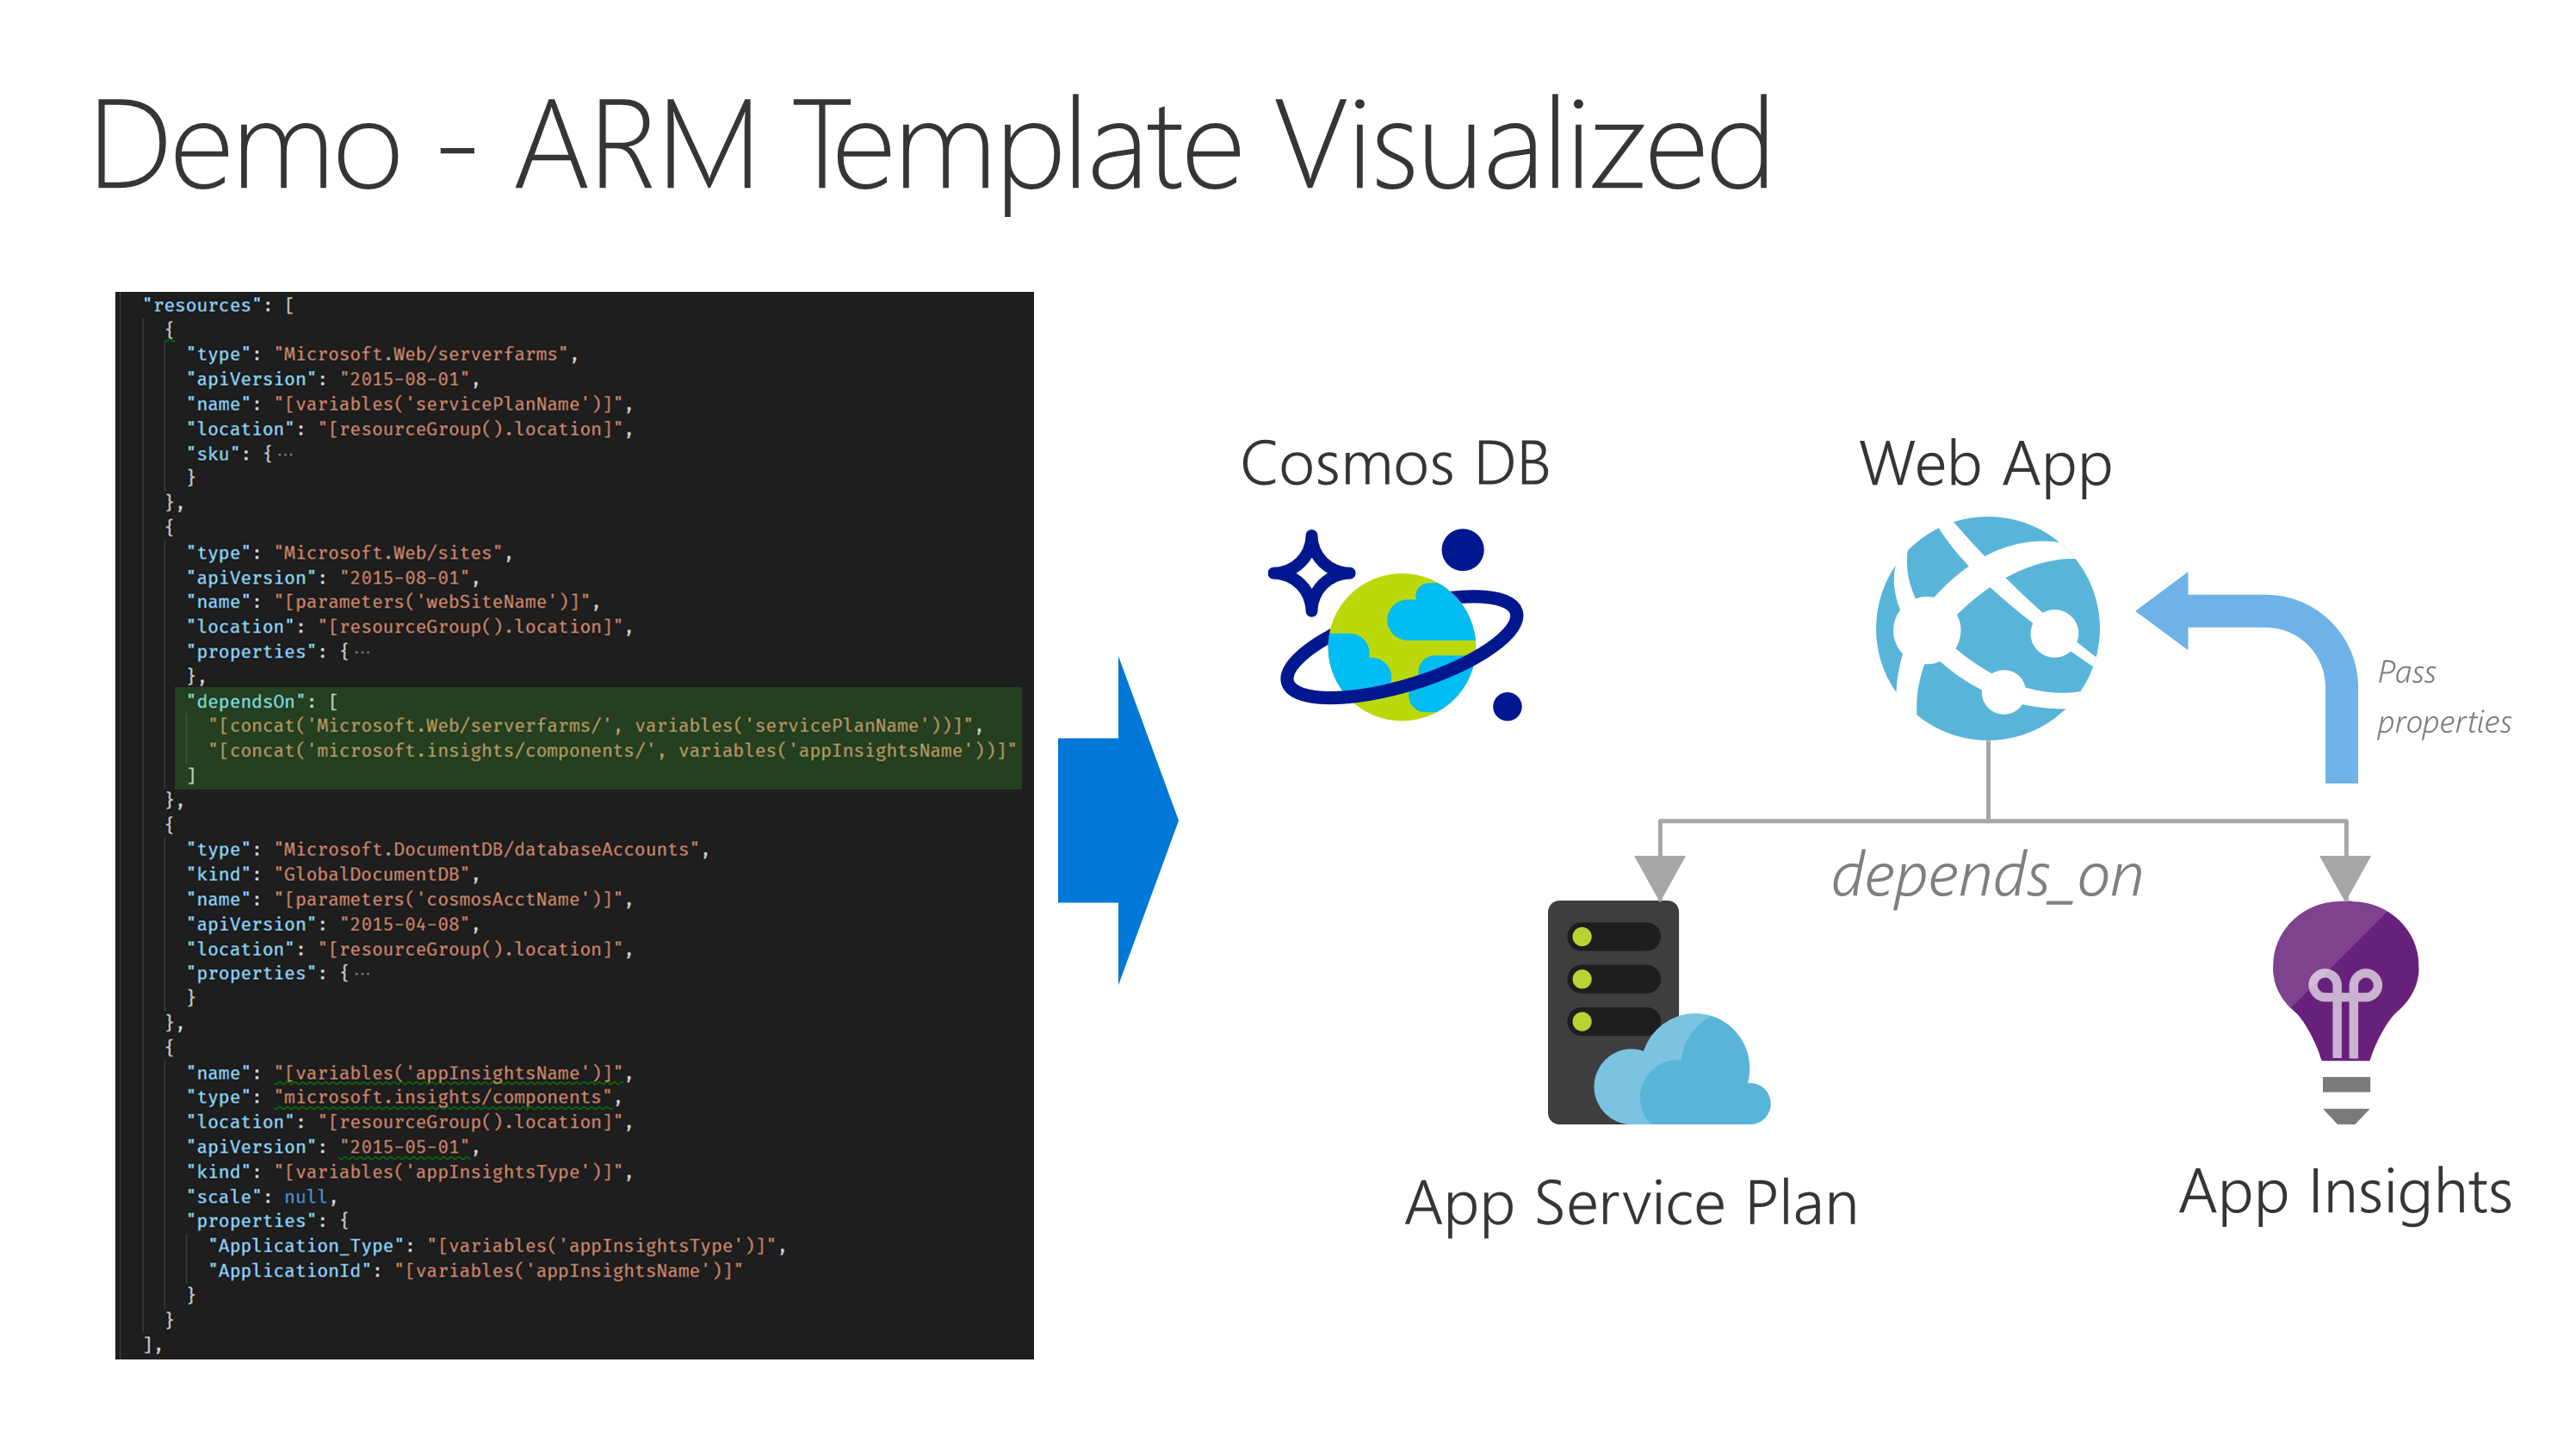 Demo - ARM Template Visualized
"resources": [
{
"type": "Microsoft.Web/serverfarms",
"apiVersion": "2015-08-01",
"name": "[variables('servicePlanName')]",
"location": "[resourceGroup().location]",
"sku": {···
}
},
{
"type": "Microsoft.Web/sites",
"apiVersion": "2015-08-01",
"name": "[parameters('webSiteName')]",
"location": "[resourceGroup().location]",
"properties": {···
},
"dependsOn": [
"[concat('Microsoft.Web/serverfarms/', variables('servicePlanName'))]",
"[concat('microsoft.insights/components/', variables('appInsightsName'))]"
]
},
{
"type": "Microsoft.DocumentDB/databaseAccounts",
"kind": "GlobalDocumentDB",
"name": "[parameters('cosmosAcctName')]",
"apiVersion": "2015-04-08",
"location": "[resourceGroup().location]",
"properties": {···
}
},
{
"name": "[variables('appInsightsName')]",
"type": "microsoft.insights/components",
"location": "[resourceGroup().location]",
"apiVersion": "2015-05-01",
"kind": "[variables('appInsightsType')]",
"scale": null,
"properties": {
"Application_Type": "[variables('appInsightsType')]",
"ApplicationId": "[variables('appInsightsName')]"
}
}
],
Cosmos DB
Web App
Pass
properties
depends_on
App Service Plan
App Insights